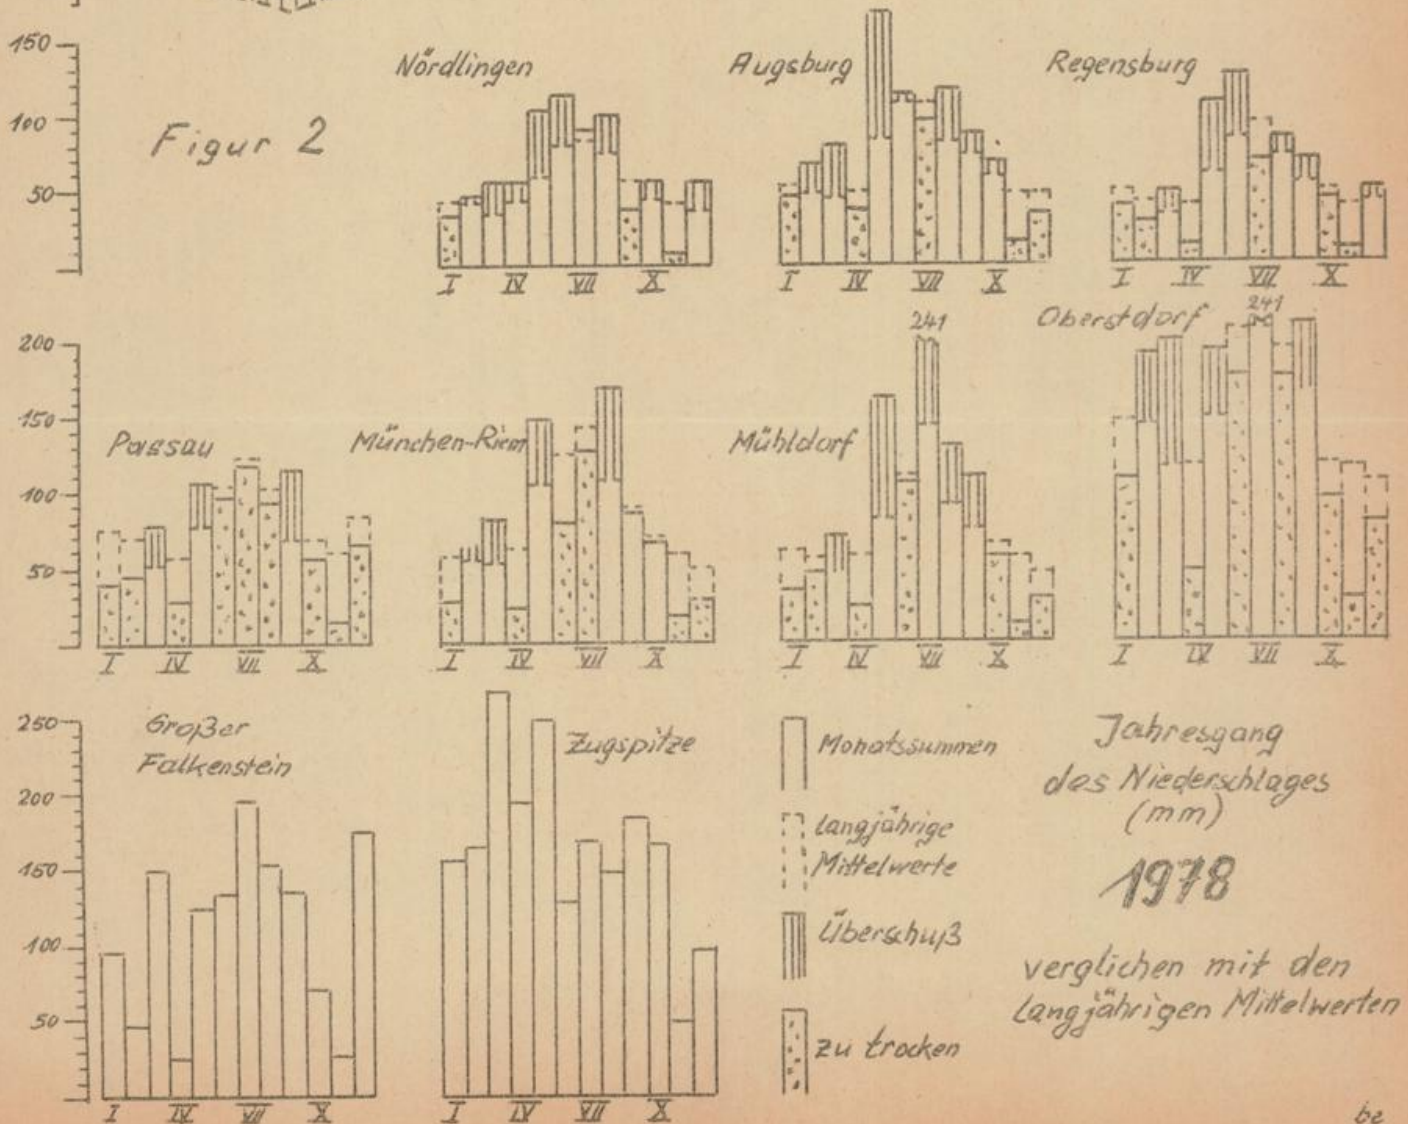 150
100
50
Figur 2
Nördlingen
I IV VII X
Augsburg
I IV VII X
Regensburg
I IV VII X
200
150
100
50
Passau
I IV VII X
München-Riem
I IV VII X
Mühldorf
241
I IV VII X
Oberstdorf
241
I IV VII X
250
200
150
100
50
Großer
Falkenstein
I IV VII X
Zugspitze
I IV VII X
Monatssummen
langjährige
Mittelwerte
Überschuß
zu trocken
Jahresgang
des Niederschlages
(mm)
1978
verglichen mit den
langjährigen Mittelwerten
be